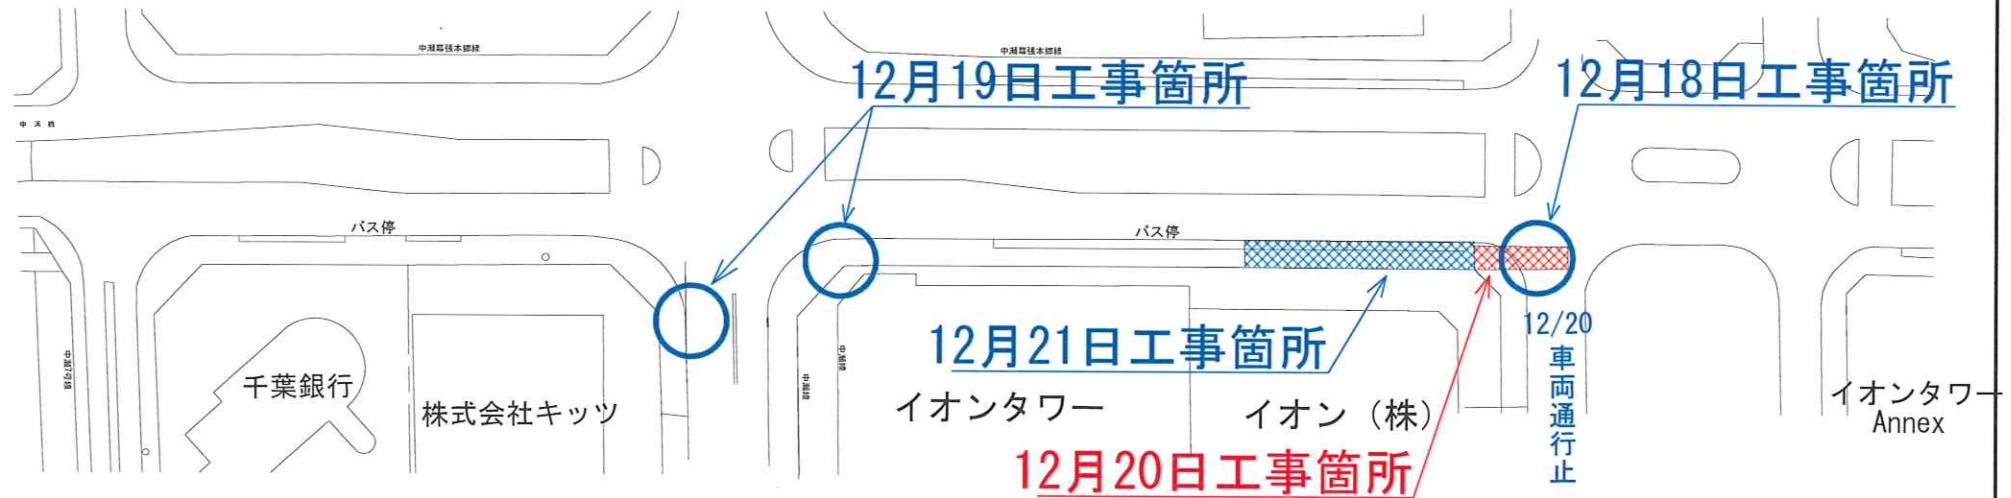 中瀬幕張本郷線
中瀬幕張本郷線
12月19日工事箇所
12月18日工事箇所
バス停
バス停
12月21日工事箇所
12/20
車両通行止
千葉銀行
株式会社キッツ
イオンタワー
イオン（株）
イオンタワー
Annex
12月20日工事箇所